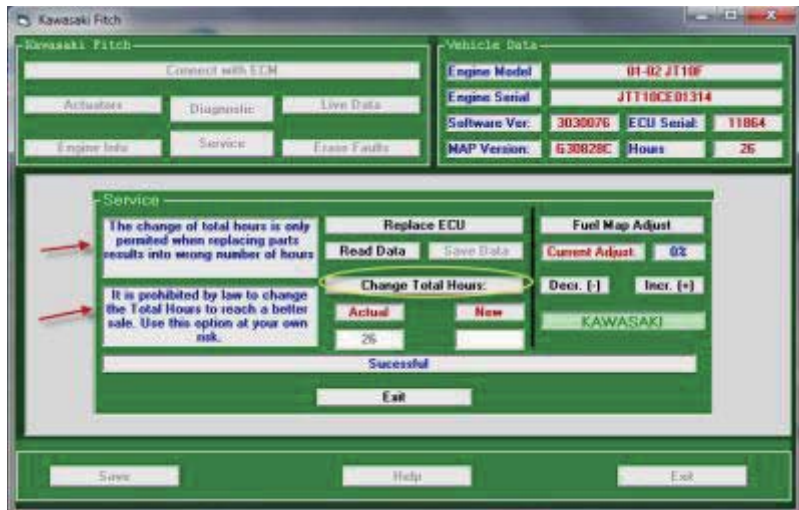 Kawasaki Fitch
Kawasaki Fitch
Connect with ECM
Actuators
Diagnostic
Live Data
Engine Info
Service
Erase Faults
Vehicle Data
Engine Model
01-02 JT10F
Engine Serial
JTT10CE01314
Software Ver:
3030076
ECU Serial:
11864
MAP Version:
G30828C
Hours
26
Service
The change of total hours is only
permited when replacing parts
results into wrong number of hours
It is prohibited by law to change
the Total Hours to reach a better
sale. Use this option at your own
risk.
Replace ECU
Read Data
Save Data
Change Total Hours:
Actual
New
26
Fuel Map Adjust
Current Adjust:
0%
Decr. (-)
Incr. (+)
KAWASAKI
Sucessful
Exit
Save
Help
Exit